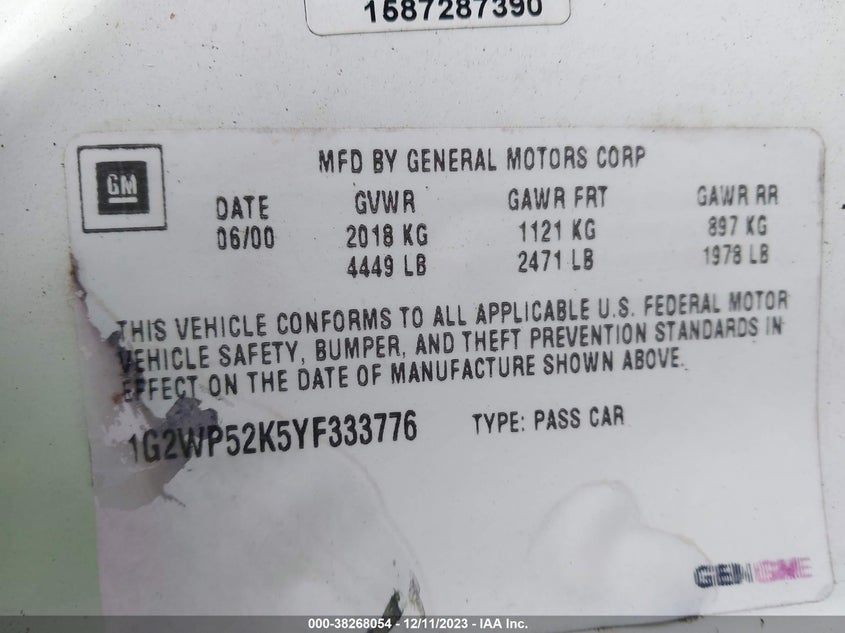 1587287390
GM
MFD BY GENERAL MOTORS CORP
DATE GVWR GAWR FRT GAWR RR
06/00 2018 KG 1121 KG 897 KG
4449 LB 2471 LB 1978 LB
THIS VEHICLE CONFORMS TO ALL APPLICABLE U.S. FEDERAL MOTOR
VEHICLE SAFETY, BUMPER, AND THEFT PREVENTION STANDARDS IN
EFFECT ON THE DATE OF MANUFACTURE SHOWN ABOVE.
1G2WP52K5YF333776 TYPE: PASS CAR
000-38268054 - 12/11/2023 - IAA Inc.